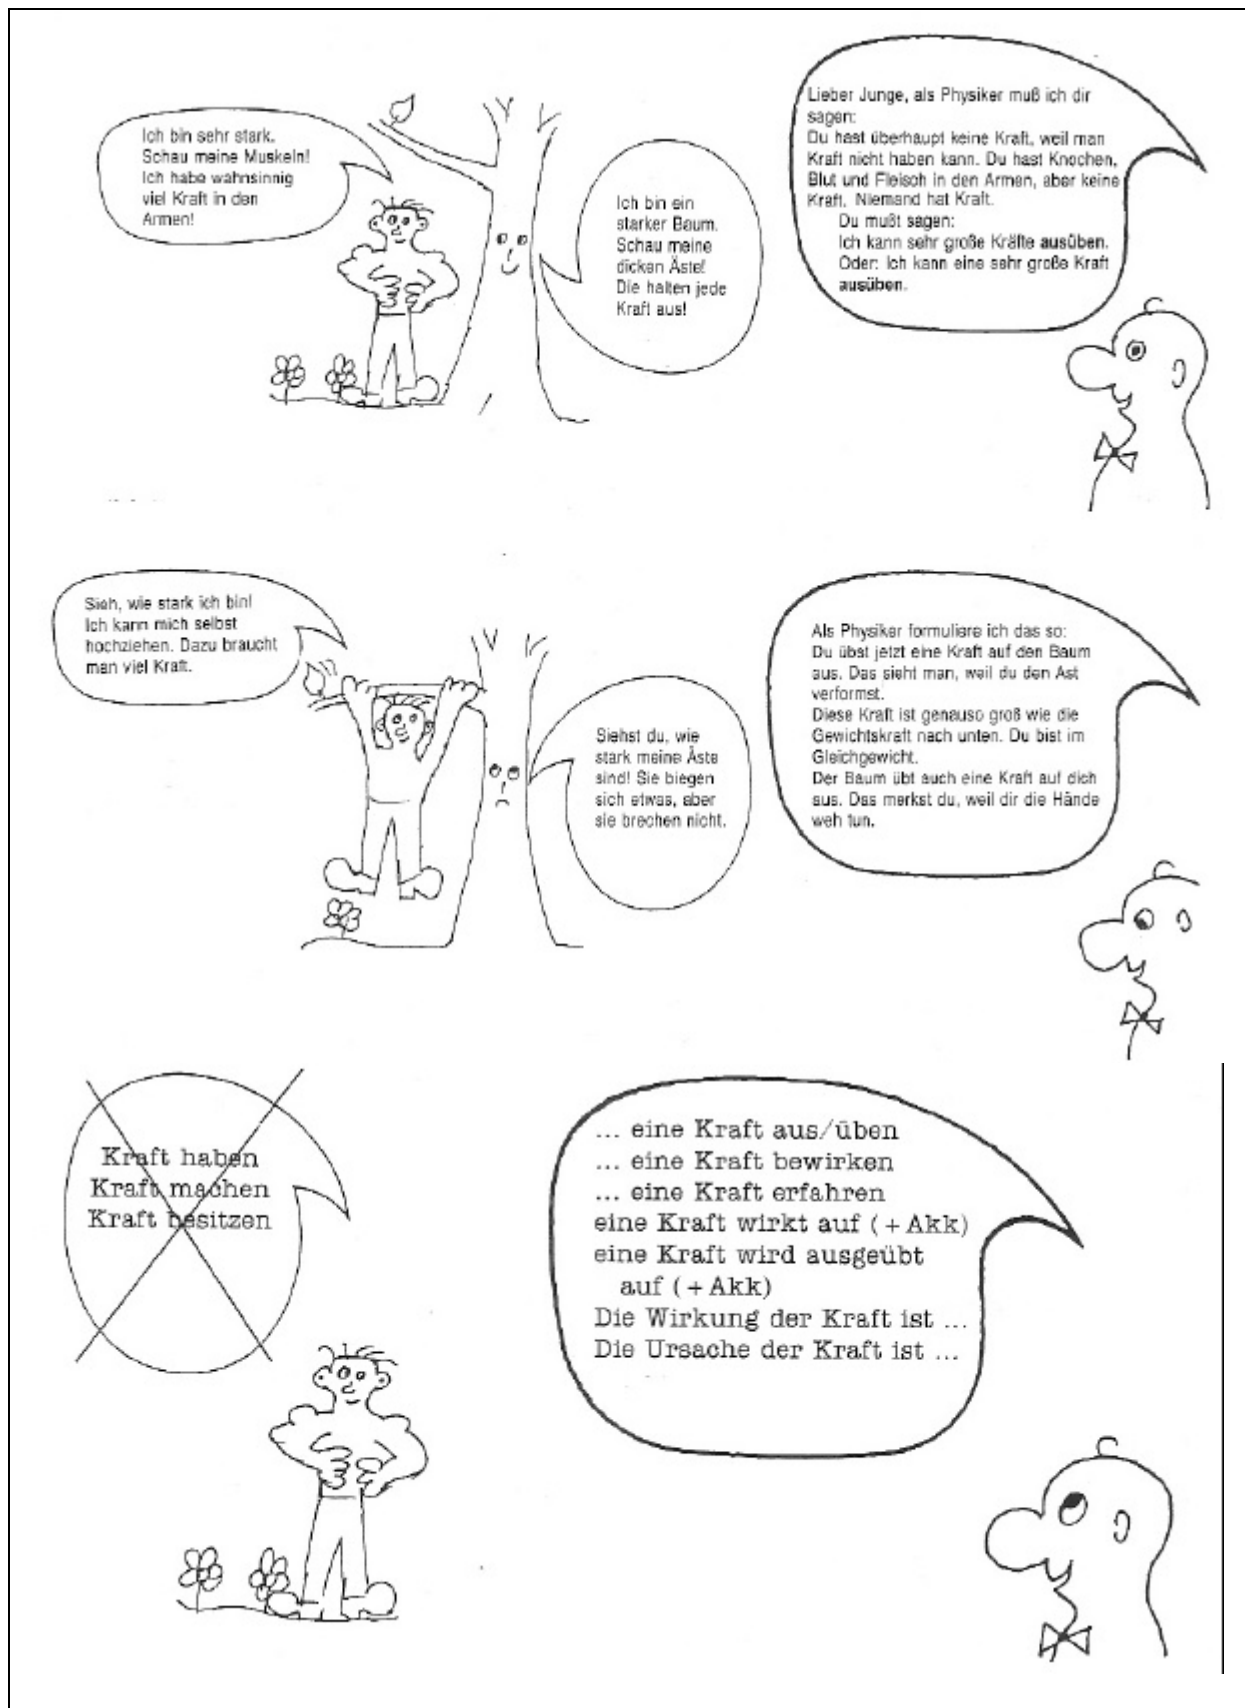 Ich bin sehr stark.
Schau meine Muskeln!
Ich habe wahnsinnig
viel Kraft in den
Armen!
Ich bin ein
starker Baum.
Schau meine
dicken Äste!
Die halten jede
Kraft aus!
Lieber Junge, als Physiker muß ich dir
sagen:
Du hast überhaupt keine Kraft, weil man
Kraft nicht haben kann. Du hast Knochen,
Blut und Fleisch in den Armen, aber keine
Kraft. Niemand hat Kraft.
Du mußt sagen:
Ich kann sehr große Kräfte ausüben.
Oder: Ich kann eine sehr große Kraft
ausüben.
Sieh, wie stark ich bin!
Ich kann mich selbst
hochziehen. Dazu braucht
man viel Kraft.
Siehst du, wie
stark meine Äste
sind! Sie biegen
sich etwas, aber
sie brechen nicht.
Als Physiker formuliere ich das so:
Du übst jetzt eine Kraft auf den Baum
aus. Das sieht man, weil du den Ast
verformst.
Diese Kraft ist genauso groß wie die
Gewichtskraft nach unten. Du bist im
Gleichgewicht.
Der Baum übt auch eine Kraft auf dich
aus. Das merkst du, weil dir die Hände
weh tun.
Kraft haben
Kraft machen
Kraft besitzen
... eine Kraft aus/üben
... eine Kraft bewirken
... eine Kraft erfahren
eine Kraft wirkt auf (+Akk)
eine Kraft wird ausgeübt
auf (+Akk)
Die Wirkung der Kraft ist ...
Die Ursache der Kraft ist ...